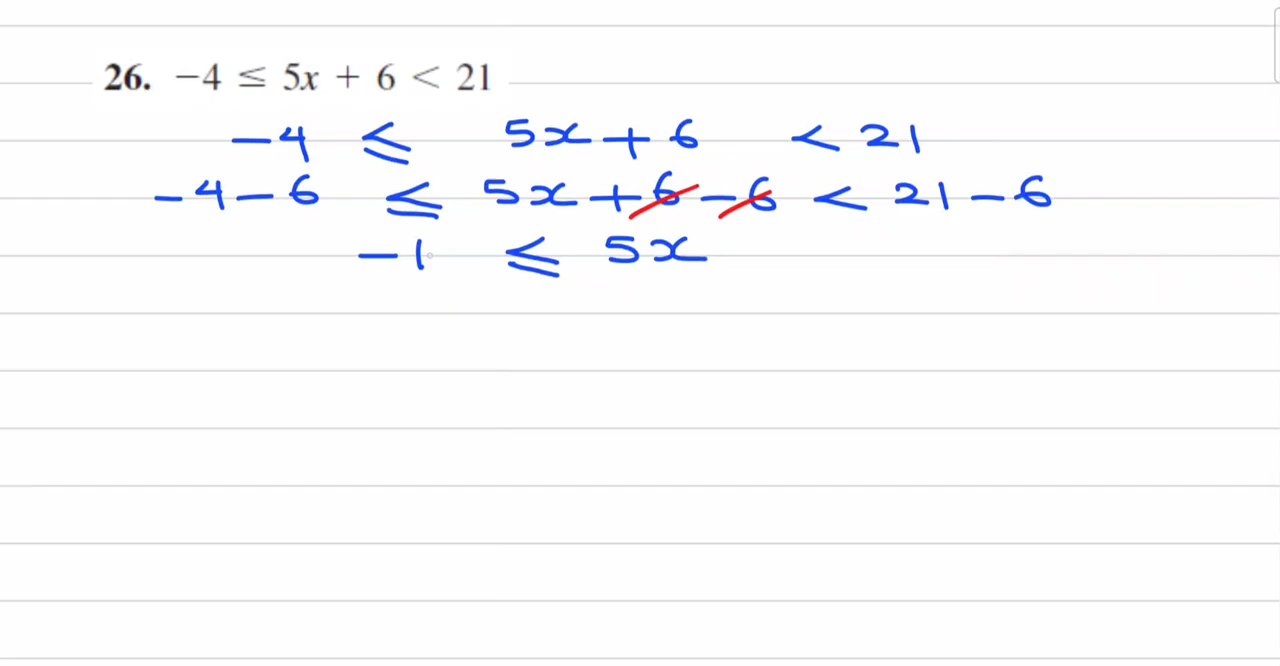 26. −4 ≤ 5x + 6 < 21
−4 ≤ 5x + 6 < 21
−4 − 6 ≤ 5x + 6 − 6 < 21 − 6
−1 ≤ 5x